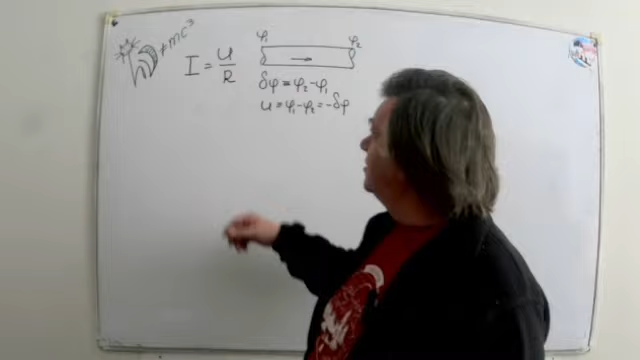 ≠mc³
I = u/R
φ₁ φ₂
δφ = φ₂ - φ₁
u = φ₁ - φ₂ = -δφ